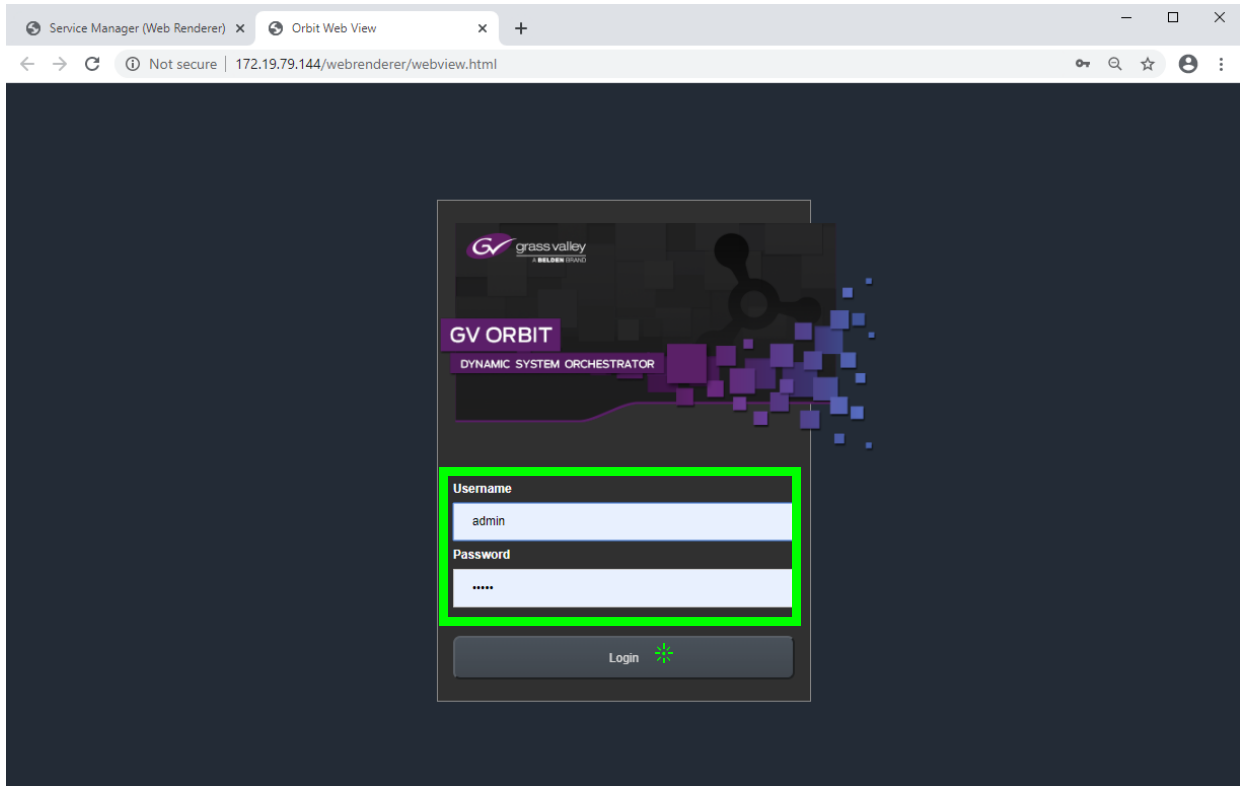 Service Manager (Web Renderer)
Orbit Web View
Not secure | 172.19.79.144/webrenderer/webview.html
GV grass valley
A BELDEN BRAND
GV ORBIT
DYNAMIC SYSTEM ORCHESTRATOR
Username
admin
Password
•••••
Login